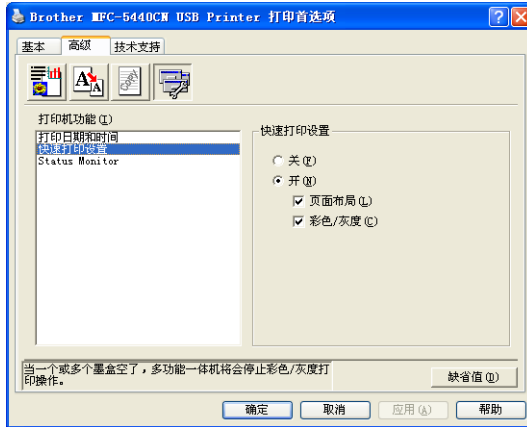 Brother MFC-5440CN USB Printer 打印首选项
基本 高级 技术支持
打印机功能(I)
打印日期和时间
快速打印设置
Status Monitor
快速打印设置
关(F)
开(N)
页面布局(L)
彩色/灰度(C)
当一个或多个墨盒空了，多功能一体机将会停止彩色/灰度打
印操作。
缺省值(D)
确定 取消 应用(A) 帮助